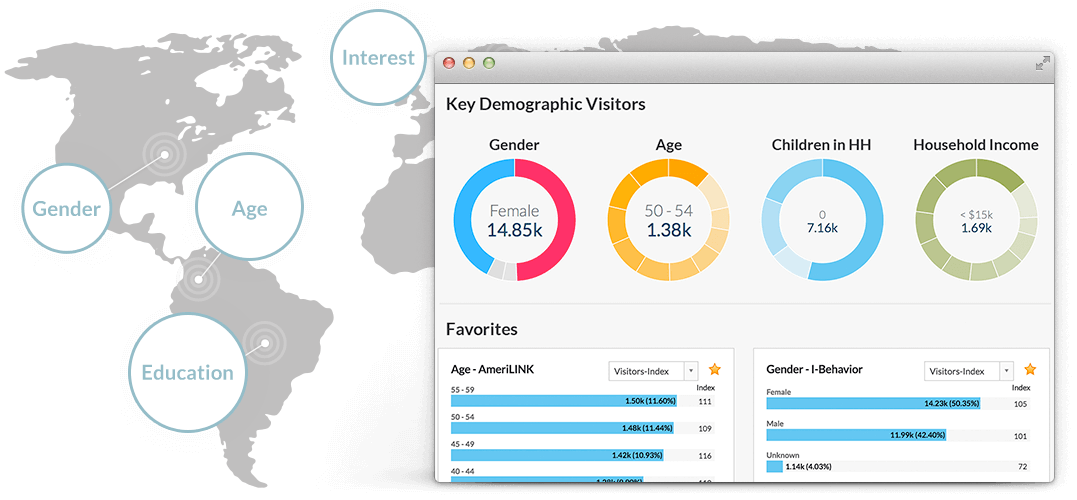 Interest
Gender
Age
Education
Key Demographic Visitors
Gender
Female
14.85k
Age
50 - 54
1.38k
Children in HH
0
7.16k
Household Income
< $15k
1.69k
Favorites
Age - AmeriLINK
Visitors-Index
Index
55 - 59
1.50k (11.60%) 111
50 - 54
1.48k (11.44%) 109
45 - 49
1.42k (10.93%) 116
40 - 44
Gender - I-Behavior
Visitors-Index
Index
Female
14.23k (50.35%) 105
Male
11.99k (42.40%) 101
Unknown
1.14k (4.03%) 72